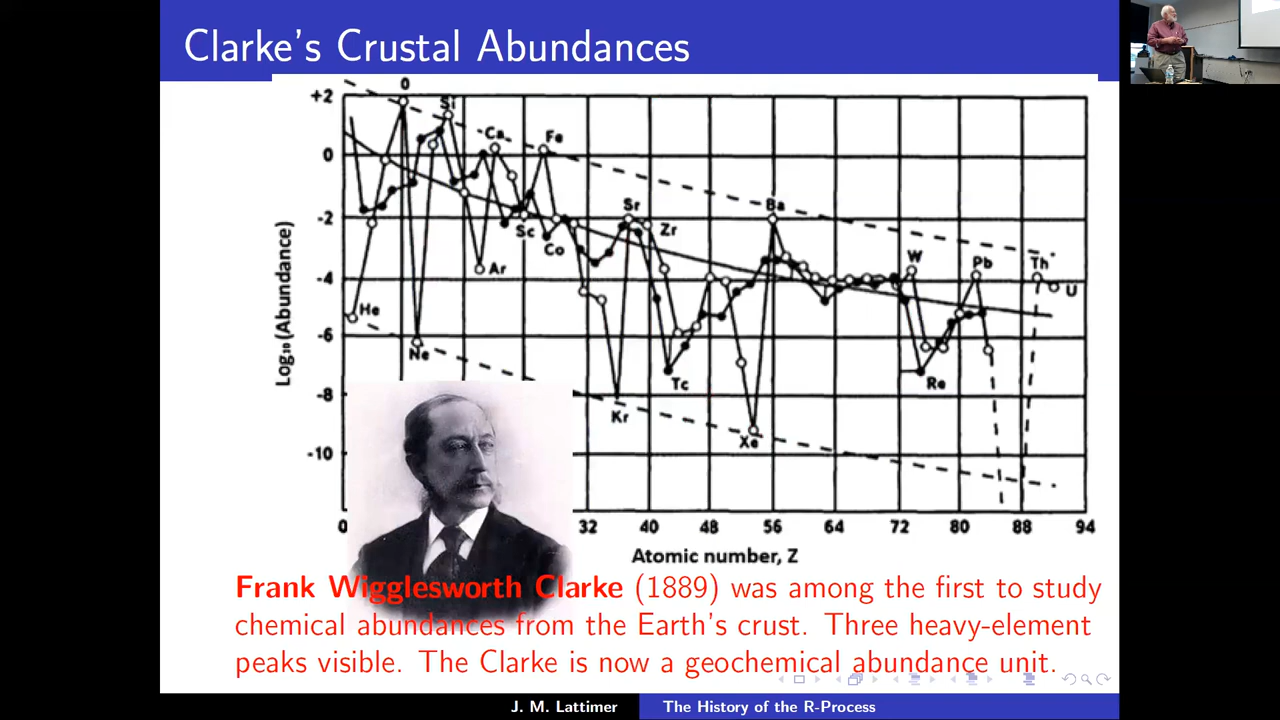 Clarke's Crustal Abundances
+2
0
-2
-4
-6
-8
-10
Log₁₀(Abundance)
O
Si
Ca
Fe
He
Ne
Ar
Sc
Co
Sr
Zr
Kr
Tc
Xe
Ba
W
Re
Pb
Th
U
0
32
40
48
56
64
72
80
88
94
Atomic number, Z
Frank Wigglesworth Clarke (1889) was among the first to study
chemical abundances from the Earth's crust. Three heavy-element
peaks visible. The Clarke is now a geochemical abundance unit.
J. M. Lattimer
The History of the R-Process